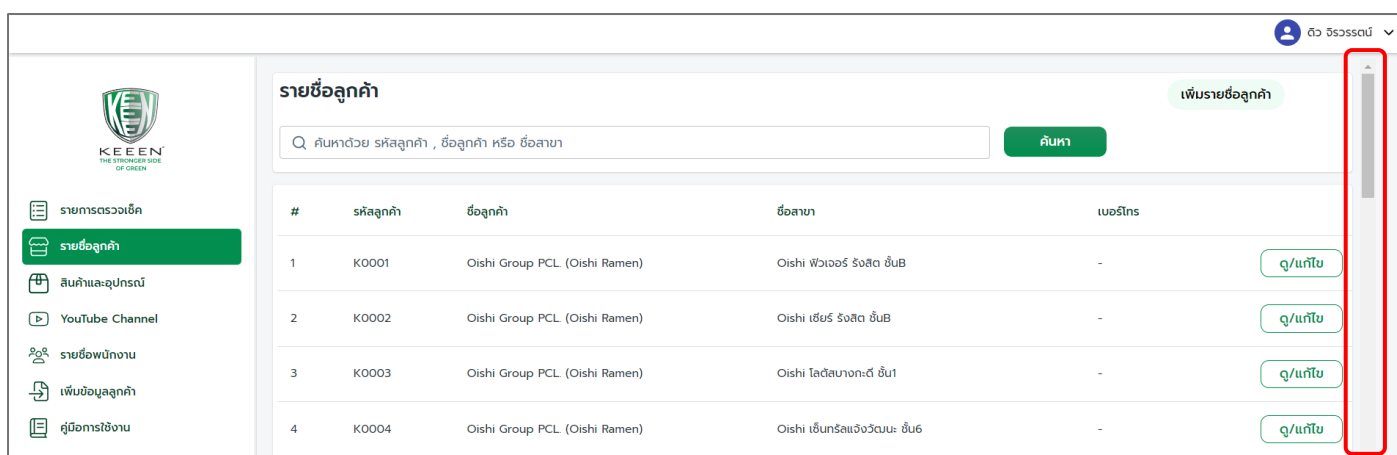 ดิว จิรวรรตน์
KEEEN
THE STRONGER SIDE
OF GREEN
รายการตรวจเช็ค
รายชื่อลูกค้า
สินค้าและอุปกรณ์
YouTube Channel
รายชื่อพนักงาน
เพิ่มข้อมูลลูกค้า
คู่มือการใช้งาน
รายชื่อลูกค้า
เพิ่มรายชื่อลูกค้า
ค้นหาด้วย รหัสลูกค้า , ชื่อลูกค้า หรือ ชื่อสาขา ค้นหา
# รหัสลูกค้า ชื่อลูกค้า ชื่อสาขา เบอร์โทร
1 K0001 Oishi Group PCL. (Oishi Ramen) Oishi ฟิวเจอร์ รังสิต ชั้นB - ดู/แก้ไข
2 K0002 Oishi Group PCL. (Oishi Ramen) Oishi เซียร์ รังสิต ชั้นB - ดู/แก้ไข
3 K0003 Oishi Group PCL. (Oishi Ramen) Oishi โลตัสบางกะดี ชั้น1 - ดู/แก้ไข
4 K0004 Oishi Group PCL. (Oishi Ramen) Oishi เซ็นทรัลแจ้งวัฒนะ ชั้น6 - ดู/แก้ไข